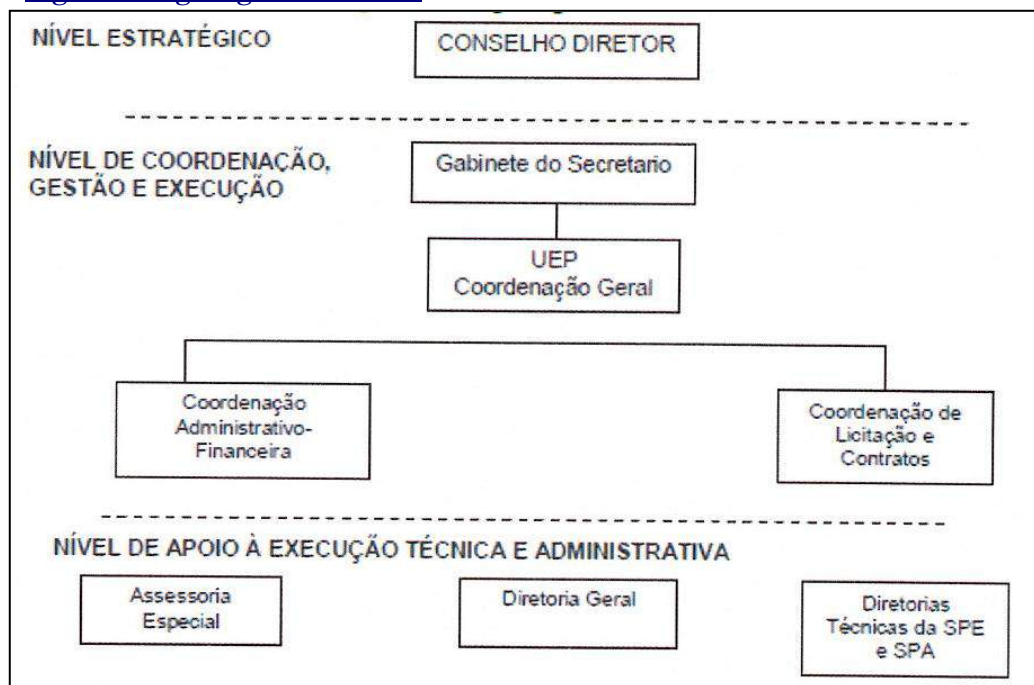 NÍVEL ESTRATÉGICO
CONSELHO DIRETOR
NÍVEL DE COORDENAÇÃO,
GESTÃO E EXECUÇÃO
Gabinete do Secretario
UEP
Coordenação Geral
Coordenação
Administrativo-
Financeira
Coordenação de
Licitação e
Contratos
NÍVEL DE APOIO À EXECUÇÃO TÉCNICA E ADMINISTRATIVA
Assessoria
Especial
Diretoria Geral
Diretorias
Técnicas da SPE
e SPA